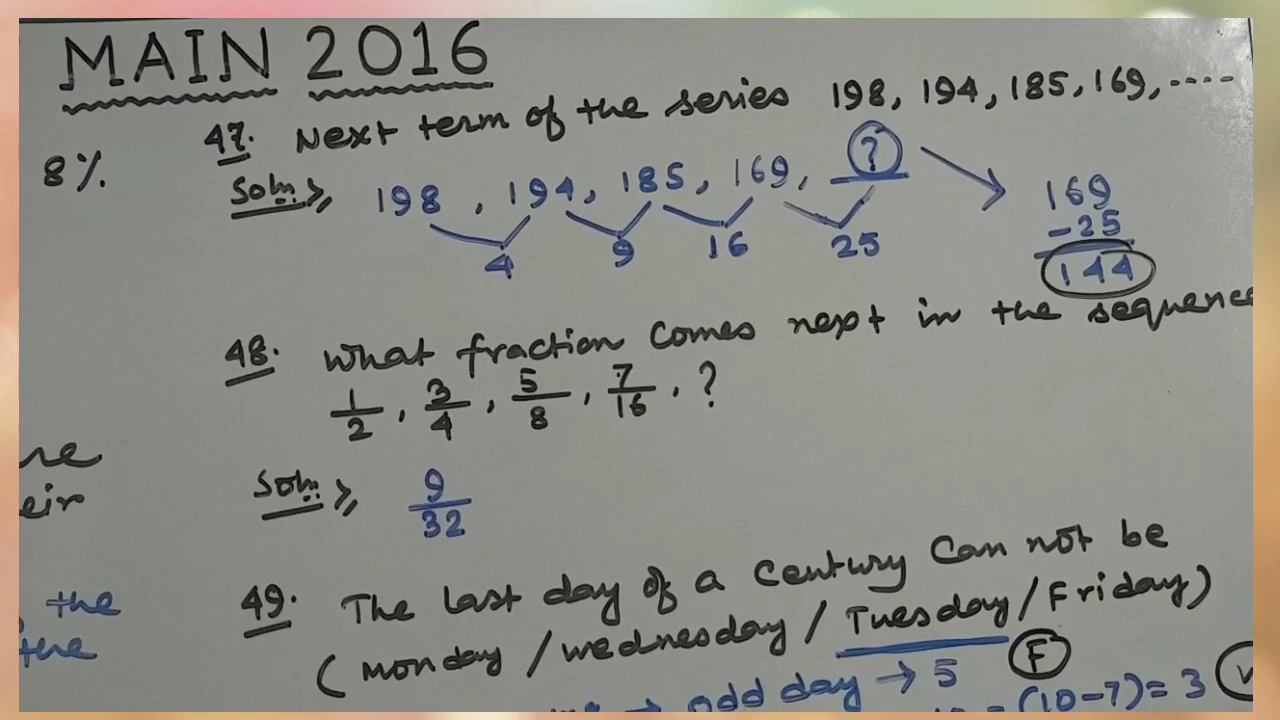 MAIN 2016
8%.
47. Next term of the series 198, 194, 185, 169, ----
Soln 198, 194, 185, 169, ?
4 9 16 25
169
-25
144
48. What fraction comes next in the sequence
1/2, 3/4, 5/8, 7/16, ?
Soln 9/32
49. The last day of a century can not be
(Monday / Wednesday / Tuesday / Friday)
the
odd day → 5 F
(10-7) = 3